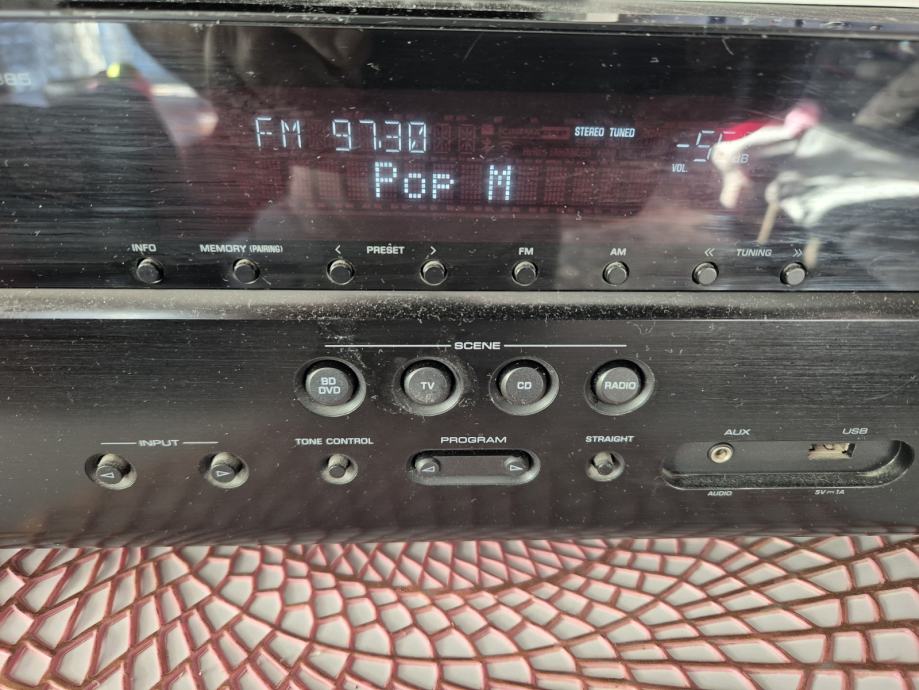 FM 97.30
STEREO TUNED
VOL.
dB
Pop M
INFO
MEMORY (PAIRING)
< PRESET >
FM
AM
<< TUNING >>
SCENE
BD
DVD
TV
CD
RADIO
INPUT
TONE CONTROL
PROGRAM
STRAIGHT
AUX
USB
AUDIO
5V⎓1A